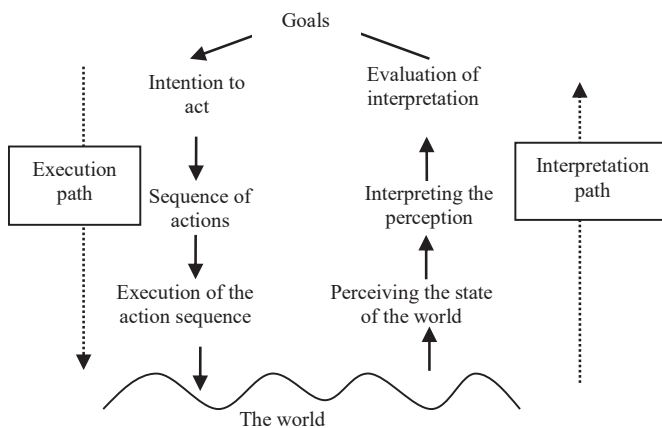 Goals
Intention to
act
Evaluation of
interpretation
Execution
path
Sequence of
actions
Interpreting the
perception
Interpretation
path
Execution of the
action sequence
Perceiving the state
of the world
The world